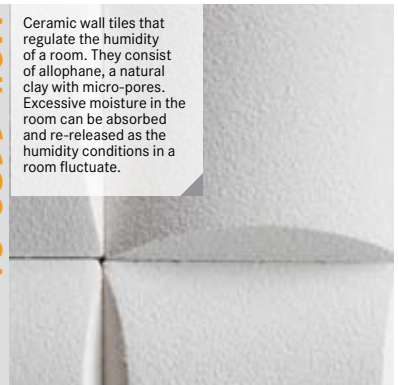 Ceramic wall tiles that
regulate the humidity
of a room. They consist
of allophane, a natural
clay with micro-pores.
Excessive moisture in the
room can be absorbed
and re-released as the
humidity conditions in a
room fluctuate.